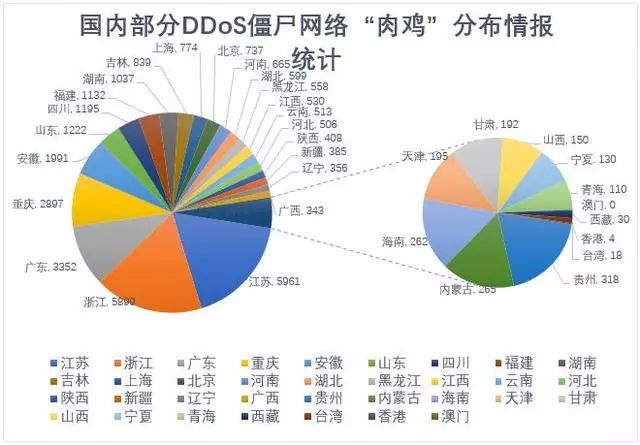 国内部分DDoS僵尸网络“肉鸡”分布情报
统计
上海, 774
北京, 737
吉林, 839
河南, 665
湖南, 1037
湖北, 599
福建, 1132
黑龙江, 558
四川, 1195
江西, 530
山东, 1222
云南, 513
河北, 506
安徽, 1991
陕西, 408
新疆, 385
重庆, 2897
辽宁, 356
广西, 343
广东, 3352
江苏, 5961
浙江, 5899
甘肃, 192
山西, 150
天津, 195
宁夏, 130
青海, 110
澳门, 0
西藏, 30
香港, 4
台湾, 18
海南, 262
贵州, 318
内蒙古, 265
江苏 浙江 广东 重庆 安徽 山东 四川 福建 湖南
吉林 上海 北京 河南 湖北 黑龙江 江西 云南 河北
陕西 新疆 辽宁 广西 贵州 内蒙古 海南 天津 甘肃
山西 宁夏 青海 西藏 台湾 香港 澳门